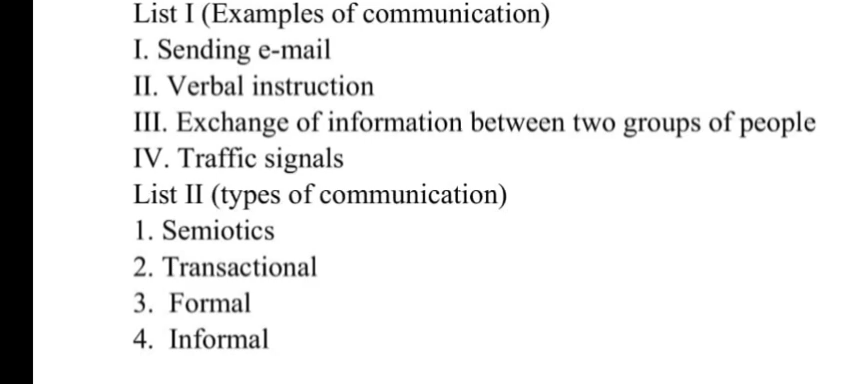 List I (Examples of communication)
I. Sending e-mail
II. Verbal instruction
III. Exchange of information between two groups of people
IV. Traffic signals
List II (types of communication)
1. Semiotics
2. Transactional
3. Formal
4. Informal